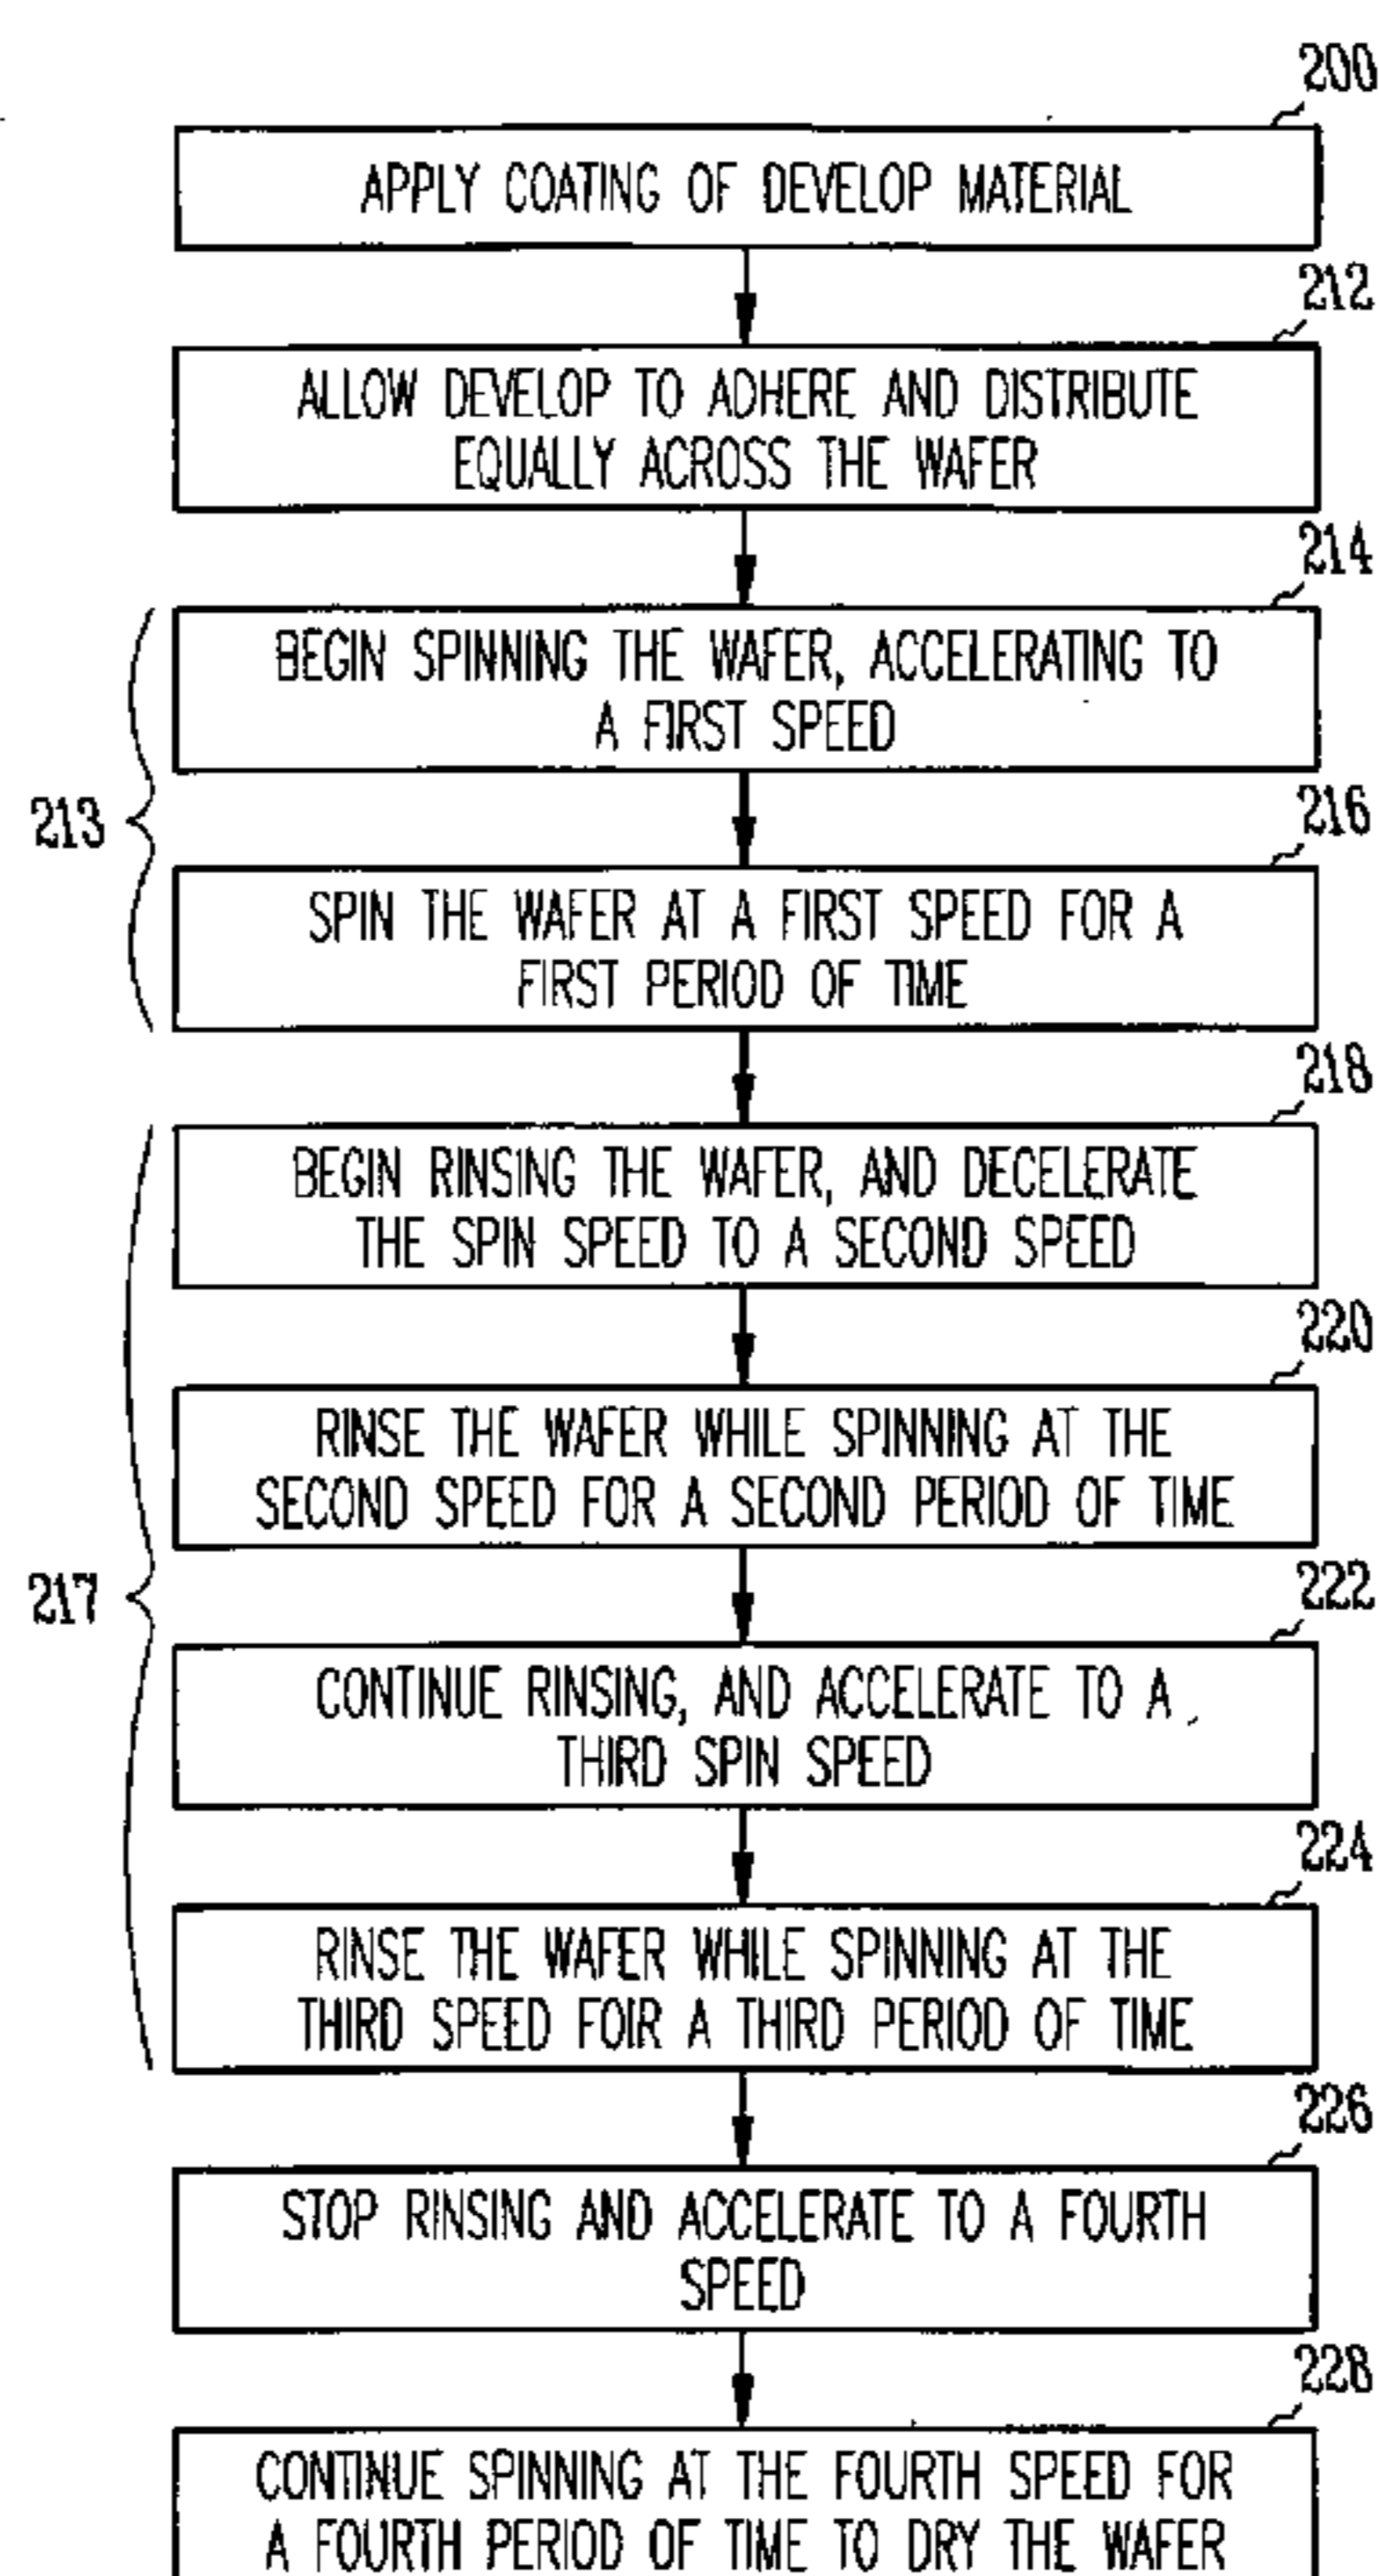 200
APPLY COATING OF DEVELOP MATERIAL
212
ALLOW DEVELOP TO ADHERE AND DISTRIBUTE
EQUALLY ACROSS THE WAFER
214
BEGIN SPINNING THE WAFER, ACCELERATING TO
A FIRST SPEED
213
216
SPIN THE WAFER AT A FIRST SPEED FOR A
FIRST PERIOD OF TIME
218
BEGIN RINSING THE WAFER, AND DECELERATE
THE SPIN SPEED TO A SECOND SPEED
220
RINSE THE WAFER WHILE SPINNING AT THE
SECOND SPEED FOR A SECOND PERIOD OF TIME
217
222
CONTINUE RINSING, AND ACCELERATE TO A
THIRD SPIN SPEED
224
RINSE THE WAFER WHILE SPINNING AT THE
THIRD SPEED FOIR A THIRD PERIOD OF TIME
226
STOP RINSING AND ACCELERATE TO A FOURTH
SPEED
228
CONTINUE SPINNING AT THE FOURTH SPEED FOR
A FOURTH PERIOD OF TIME TO DRY THE WAFER